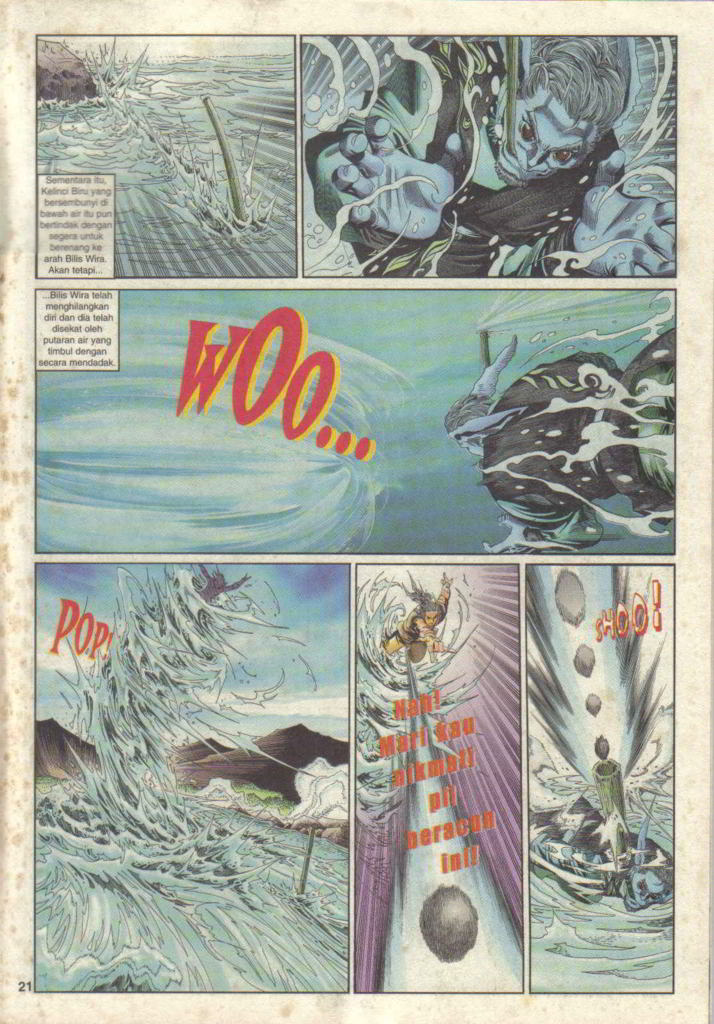 Sementara itu,
Kelinci Biru yang
bersembunyi di
bawah air itu pun
bertindak dengan
segera untuk
berenang ke
arah Bilis Wira.
Akan tetapi...
...Bilis Wira telah
menghilangkan
diri dan dia telah
disekat oleh
putaran air yang
timbul dengan
secara mendadak.
WOO...
POP!
Nah!
Mari kau
nikmati
pil
beracun
ini!
SHOO!
21